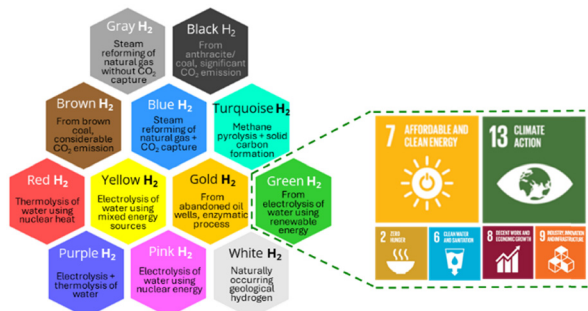 Gray H₂
Steam
reforming of
natural gas
without CO₂
capture
Black H₂
From
anthracite/
coal, significant
CO₂ emission
Brown H₂
From brown
coal,
considerable
CO₂ emission
Blue H₂
Steam
reforming of
natural gas +
CO₂ capture
Turquoise H₂
Methane
pyrolysis + solid
carbon
formation
Red H₂
Thermolysis of
water using
nuclear heat
Yellow H₂
Electrolysis of
water using
mixed energy
sources
Gold H₂
From
abandoned oil
wells, enzymatic
process
Green H₂
From
electrolysis of
water using
renewable
energy
Purple H₂
Electrolysis +
thermolysis of
water
Pink H₂
Electrolysis of
water using
nuclear energy
White H₂
Naturally
occurring
geological
hydrogen
7 AFFORDABLE AND
CLEAN ENERGY
13 CLIMATE
ACTION
2 ZERO
HUNGER
6 CLEAN WATER
AND SANITATION
8 DECENT WORK AND
ECONOMIC GROWTH
9 INDUSTRY, INNOVATION
AND INFRASTRUCTURE